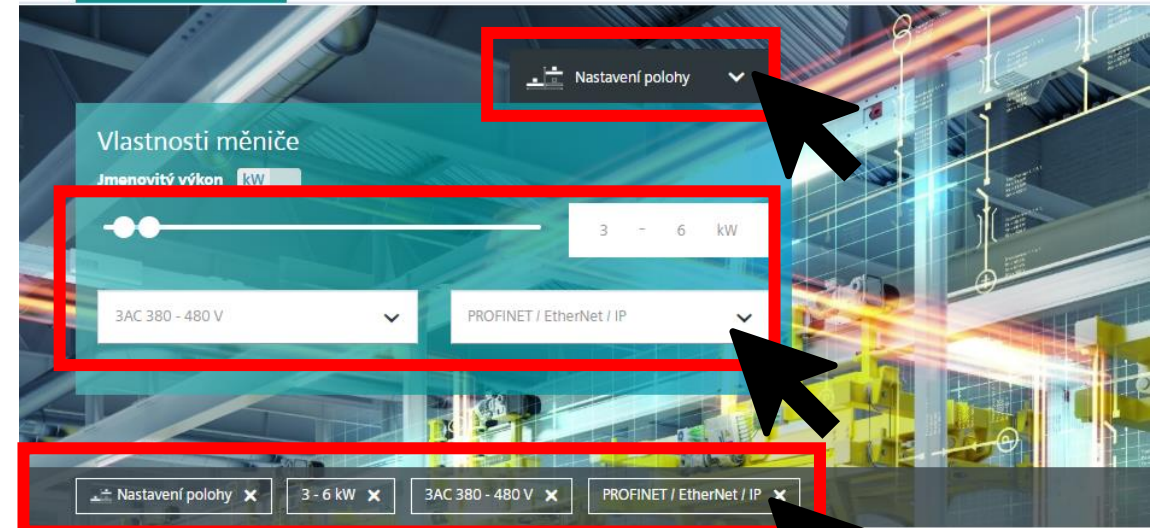 Nastavení polohy
Vlastnosti měniče
Jmenovitý výkon kW
3 - 6 kW
3AC 380 - 480 V PROFINET / EtherNet / IP
Nastavení polohy 3 - 6 kW 3AC 380 - 480 V PROFINET / EtherNet / IP